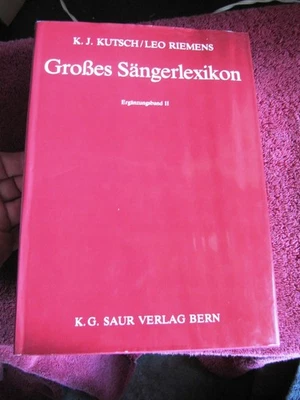 K. J. KUTSCH/LEO RIEMENS
Großes Sängerlexikon
Ergänzungsband II
K. G. SAUR VERLAG BERN